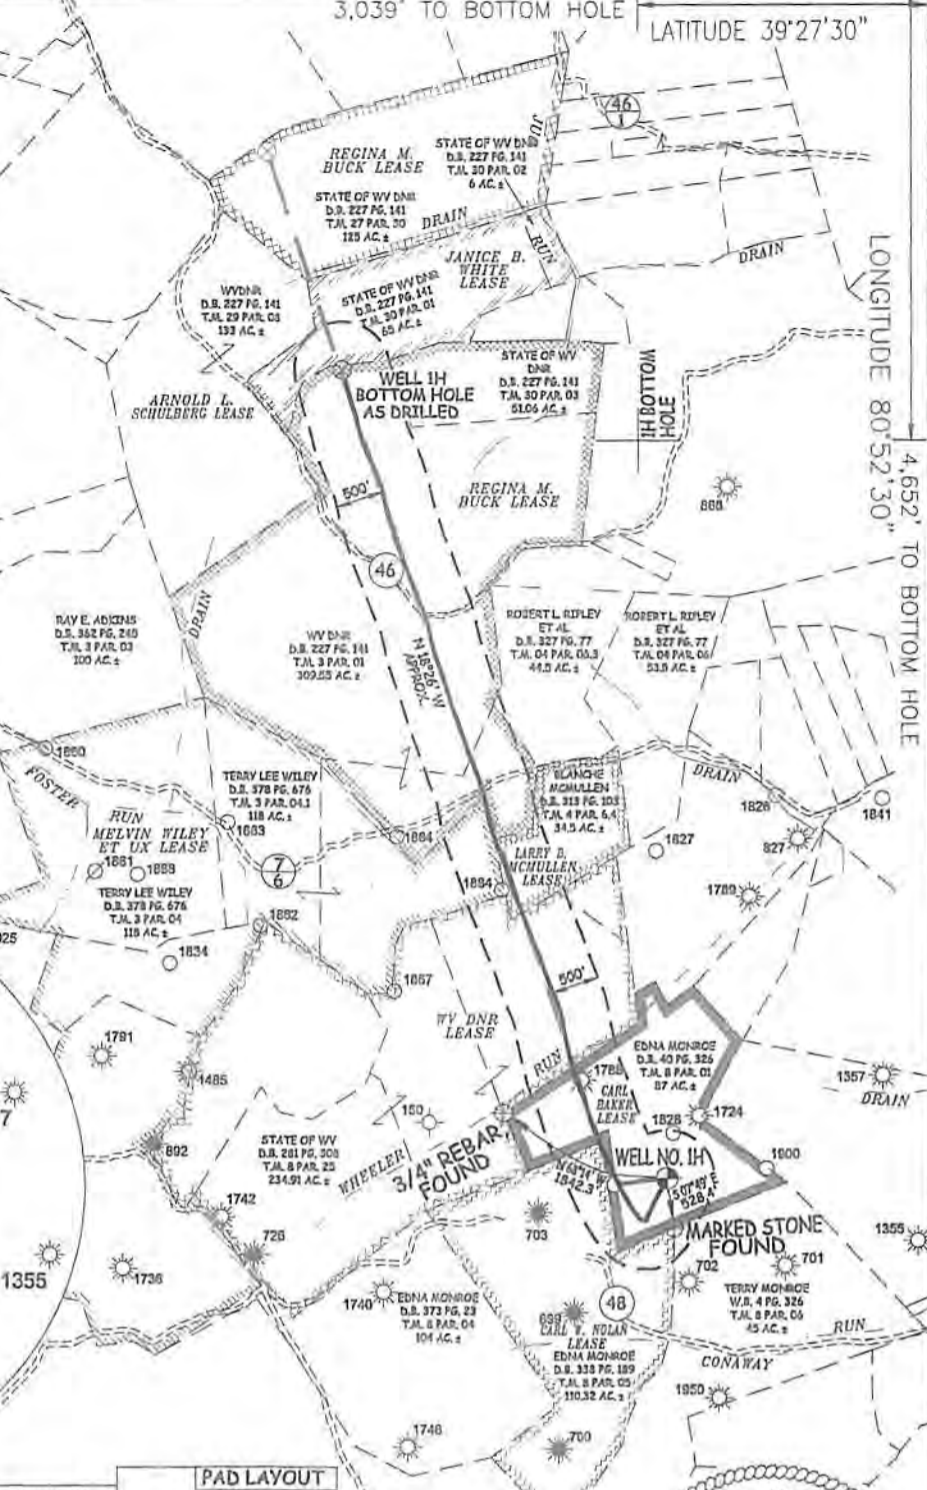 3,039' TO BOTTOM HOLE
LATITUDE 39°27'30"
46
1
REGINA M.
BUCK LEASE
STATE OF WV DNR
D.B. 227 PG. 141
T.M. 30 PAR. 02
6 AC. ±
RUN
STATE OF WV DNR
D.B. 227 PG. 141
T.M. 27 PAR. 30
125 AC. ±
DRAIN
RUN
DRAIN
JANICE B.
WHITE
LEASE
WVDNR
D.B. 227 PG. 141
T.M. 29 PAR. 03
133 AC. ±
STATE OF WV DNR
D.B. 227 PG. 141
T.M. 30 PAR. 01
65 AC. ±
LONGITUDE 80°52'30"
ARNOLD L.
SCHULBERG LEASE
WELL 1H
BOTTOM HOLE
AS DRILLED
STATE OF WV
DNR
D.B. 227 PG. 141
T.M. 30 PAR. 03
51.06 AC. ±
1H BOTTOM
HOLE
4,652' TO BOTTOM HOLE
500'
REGINA M.
BUCK LEASE
888
46
RAY E. ADKINS
D.B. 362 PG. 245
T.M. 3 PAR. 03
100 AC. ±
DRAIN
WV DNR
D.B. 227 PG. 141
T.M. 3 PAR. 01
309.55 AC. ±
N 18°26' W
APPROX.
ROBERT L. RIPLEY
ET AL
D.B. 327 PG. 77
T.M. 04 PAR. 06.3
44.5 AC. ±
ROBERT L. RIPLEY
ET AL
D.B. 327 PG. 77
T.M. 04 PAR. 06
53.5 AC. ±
1860
FOSTER
RUN
MELVIN WILEY
ET UX LEASE
TERRY LEE WILEY
D.B. 378 PG. 676
T.M. 3 PAR. 04.1
118 AC. ±
1883
BLANCHE
MCMULLEN
D.B. 313 PG. 103
T.M. 4 PAR. 6.4
34.5 AC. ±
DRAIN
1826
1841
1884
827
1827
7
6
1881
1888
LARRY D.
MCMULLEN
LEASE
TERRY LEE WILEY
D.B. 378 PG. 676
T.M. 3 PAR. 04
118 AC. ±
1884
1789
1882
1834
500'
1867
WV DNR
LEASE
1791
RUN
EDNA MONROE
D.B. 40 PG. 326
T.M. 8 PAR. 01
87 AC. ±
1485
1788
1357
DRAIN
CARL
BAKER
LEASE
150
1828
1724
892
STATE OF WV
D.B. 281 PG. 308
T.M. 8 PAR. 25
234.91 AC. ±
WHEELER
3/4" REBAR
FOUND
WELL NO. 1H
1900
1842.3'
528.4'
1742
703
MARKED STONE
FOUND
726
1355
1736
1355
702
701
1740
EDNA MONROE
D.B. 373 PG. 23
T.M. 8 PAR. 04
104 AC. ±
48
TERRY MONROE
W.B. 4 PG. 326
T.M. 8 PAR. 06
45 AC. ±
CARL W. NOLAN
LEASE
EDNA MONROE
D.B. 338 PG. 189
T.M. 8 PAR. 05
110.32 AC. ±
RUN
CONAWAY
1950
1748
700
PAD LAYOUT